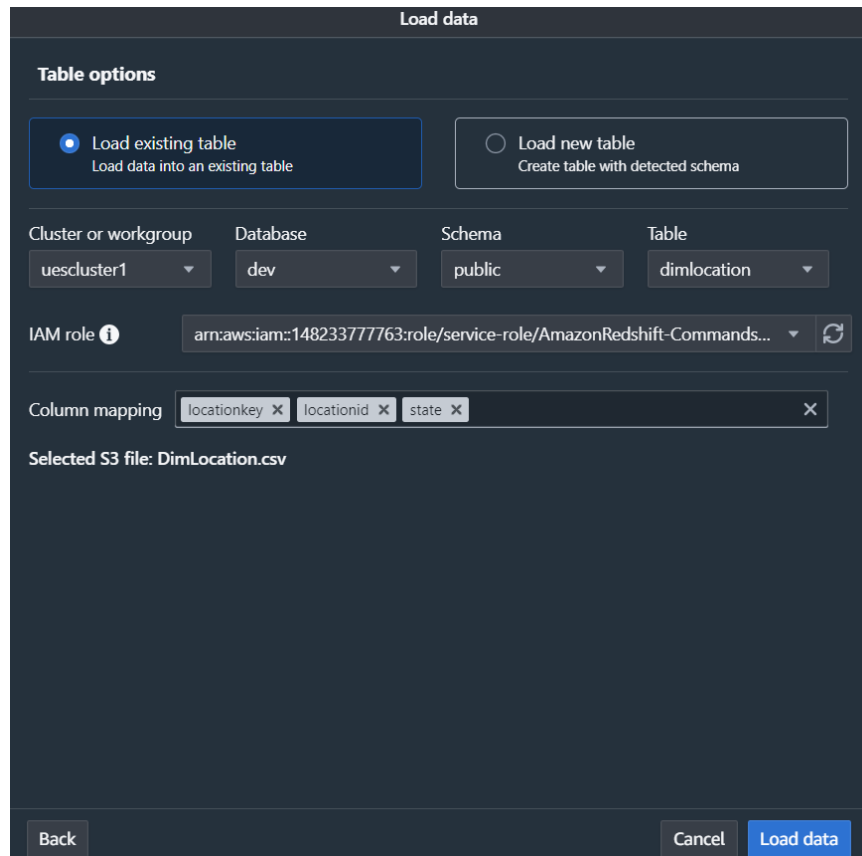 Load data
Table options
Load existing table
Load data into an existing table
Load new table
Create table with detected schema
Cluster or workgroup
Database
Schema
Table
uescluster1
dev
public
dimlocation
IAM role
arn:aws:iam::148233777763:role/service-role/AmazonRedshift-Commands...
Column mapping
locationkey
locationid
state
Selected S3 file: DimLocation.csv
Back
Cancel
Load data